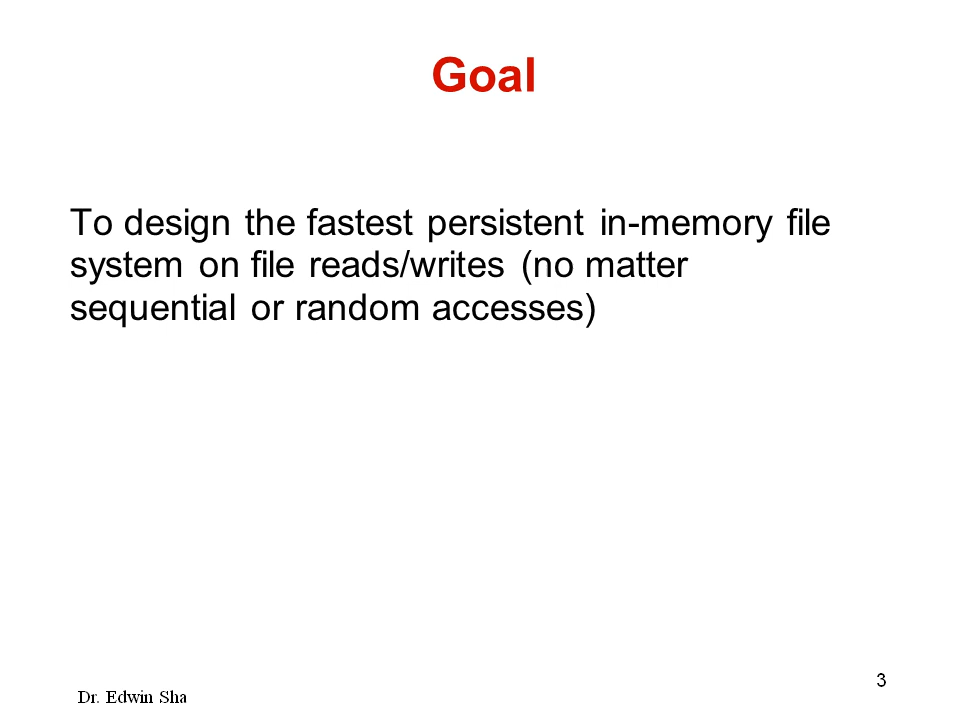 Goal
To design the fastest persistent in-memory file
system on file reads/writes (no matter
sequential or random accesses)
3
Dr. Edwin Sha